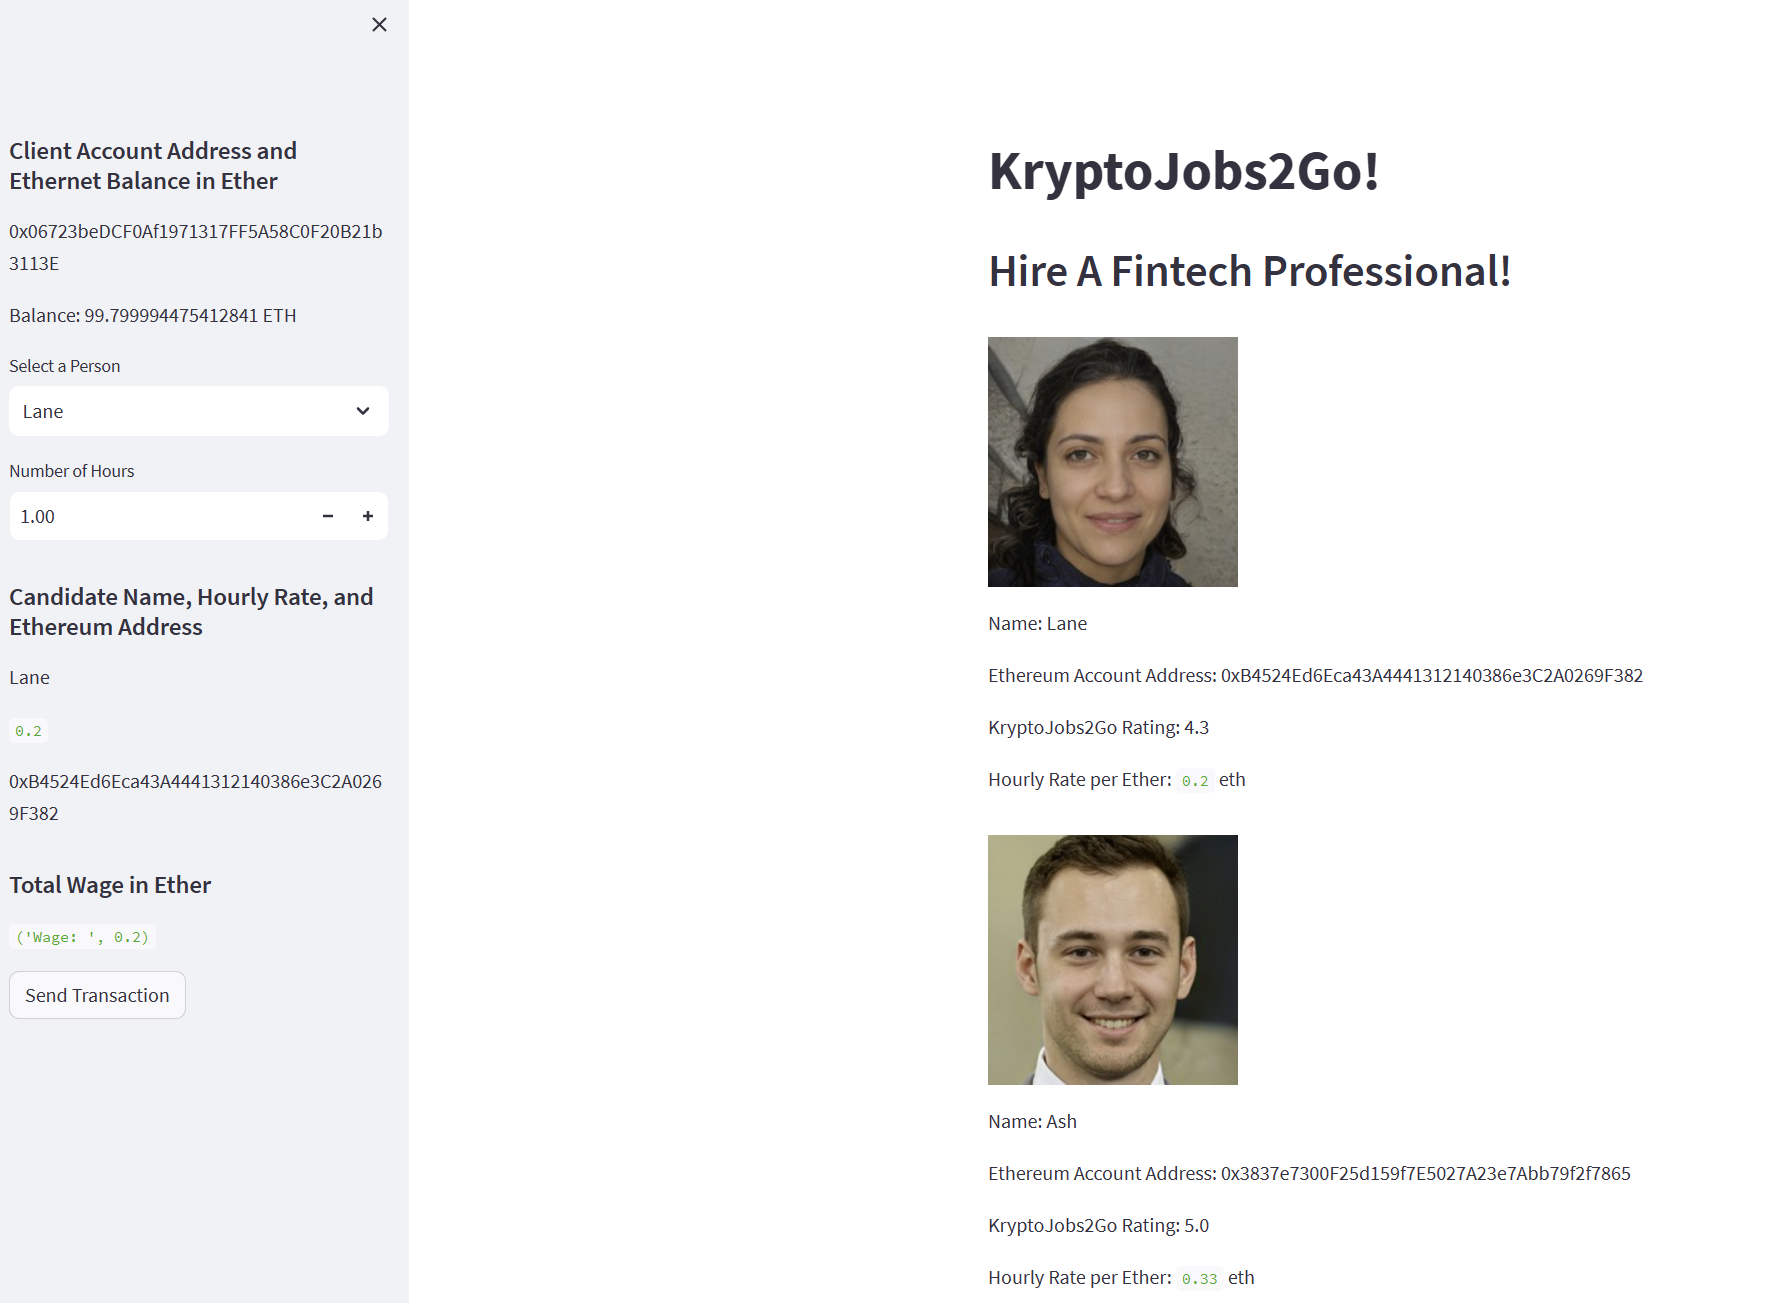 Client Account Address and
Ethernet Balance in Ether
0x06723beDCF0Af1971317FF5A58C0F20B21b
3113E
Balance: 99.799994475412841 ETH
Select a Person
Lane
Number of Hours
1.00
Candidate Name, Hourly Rate, and
Ethereum Address
Lane
0.2
0xB4524Ed6Eca43A4441312140386e3C2A026
9F382
Total Wage in Ether
('Wage: ', 0.2)
Send Transaction
KryptoJobs2Go!
Hire A Fintech Professional!
Name: Lane
Ethereum Account Address: 0xB4524Ed6Eca43A4441312140386e3C2A0269F382
KryptoJobs2Go Rating: 4.3
Hourly Rate per Ether: 0.2 eth
Name: Ash
Ethereum Account Address: 0x3837e7300F25d159f7E5027A23e7Abb79f2f7865
KryptoJobs2Go Rating: 5.0
Hourly Rate per Ether: 0.33 eth